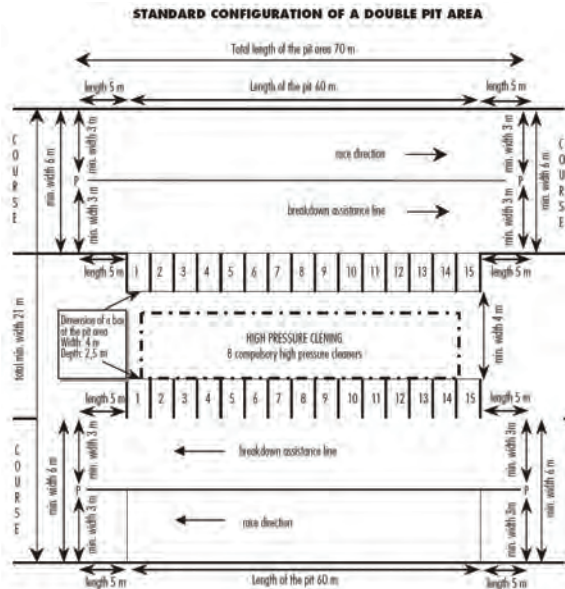 STANDARD CONFIGURATION OF A DOUBLE PIT AREA
Total length of the pit area 70 m
length 5 m
Length of the pit 60 m
length 5 m
COURSE
min. width 6 m
min. width 3 m
P
min. width 3 m
race direction
breakdown assistance line
min. width 3 m
P
min. width 3 m
min. width 6 m
COURSE
length 5 m
1 2 3 4 5 6 7 8 9 10 11 12 13 14 15
length 5 m
total min. width 21 m
Dimension of a box
at the pit area
Width: 4 m
Depth: 2,5 m
HIGH PRESSURE CLENING
8 compulsory high pressure cleaners
min. width 4 m
length 5 m
1 2 3 4 5 6 7 8 9 10 11 12 13 14 15
length 5 m
COURSE
min. width 6 m
min. width 3 m
P
min. width 3 m
breakdown assistance line
raise direction
min. width 3m
P
min. width 3m
min. width 6 m
COURSE
length 5 m
Length of the pit 60 m
length 5 m